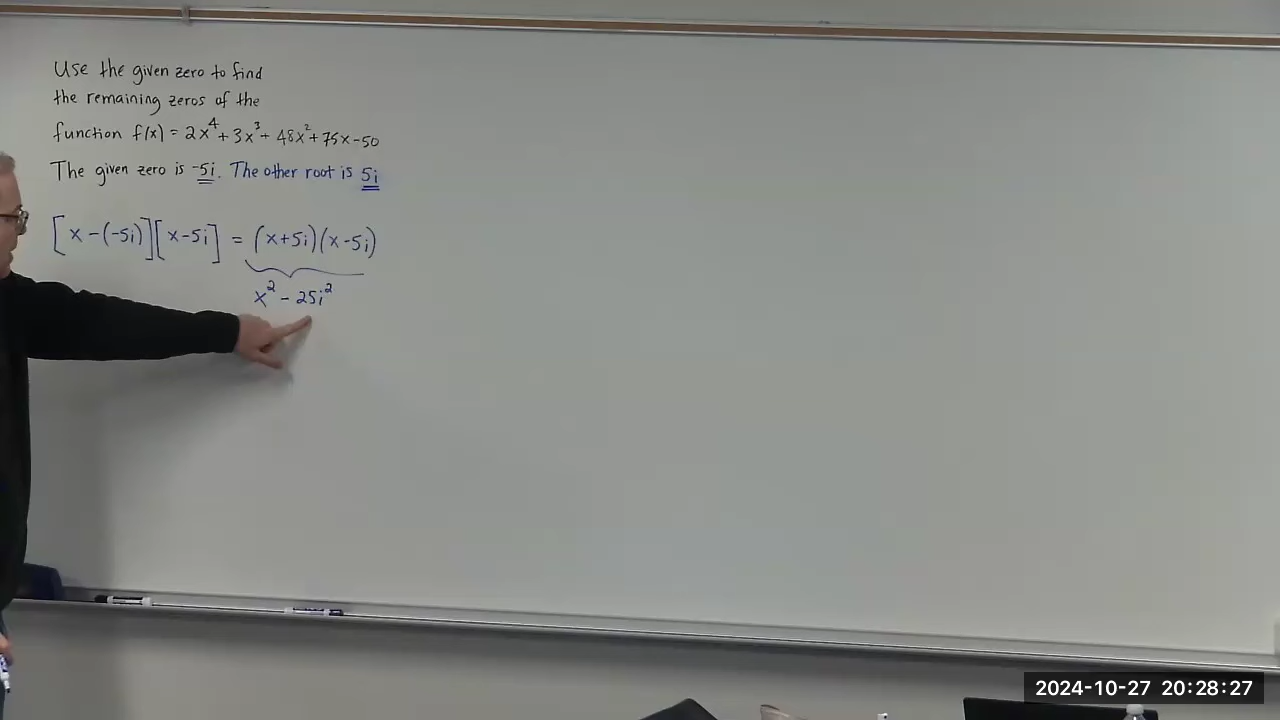 Use the given zero to find
the remaining zeros of the
function f(x) = 2x⁴ + 3x³ + 48x² + 75x - 50
The given zero is -5i. The other root is 5i
[x - (-5i)][x - 5i] = (x + 5i)(x - 5i)
x² - 25i²
2024-10-27 20:28:27